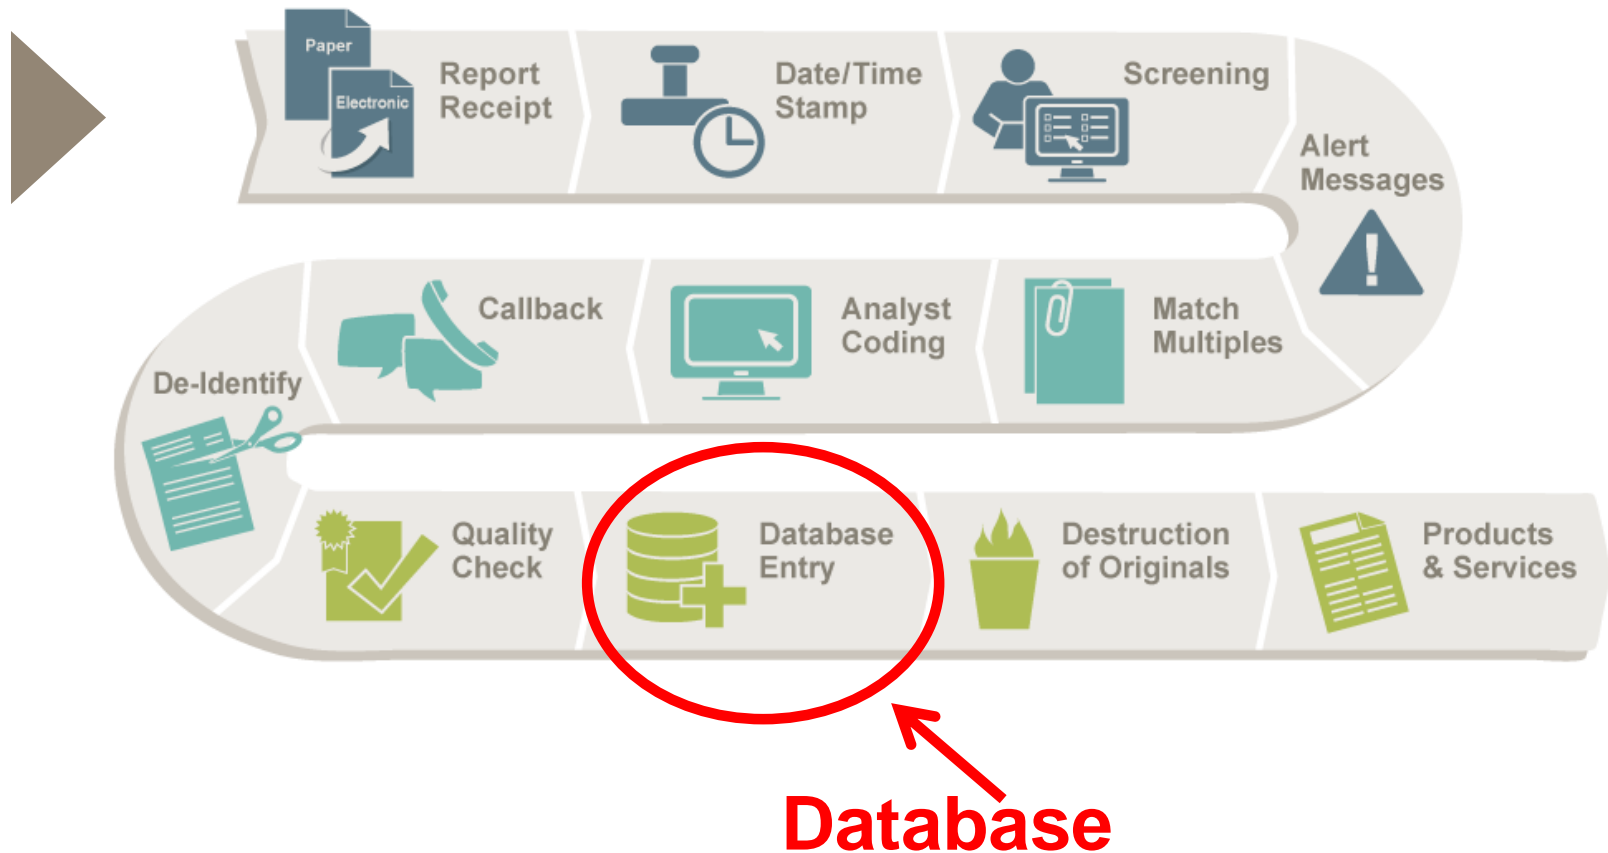 Paper
Electronic
Report
Receipt
Date/Time
Stamp
Screening
Alert
Messages
Match
Multiples
Analyst
Coding
Callback
De-Identify
Quality
Check
Database
Entry
Destruction
of Originals
Products
& Services
Database